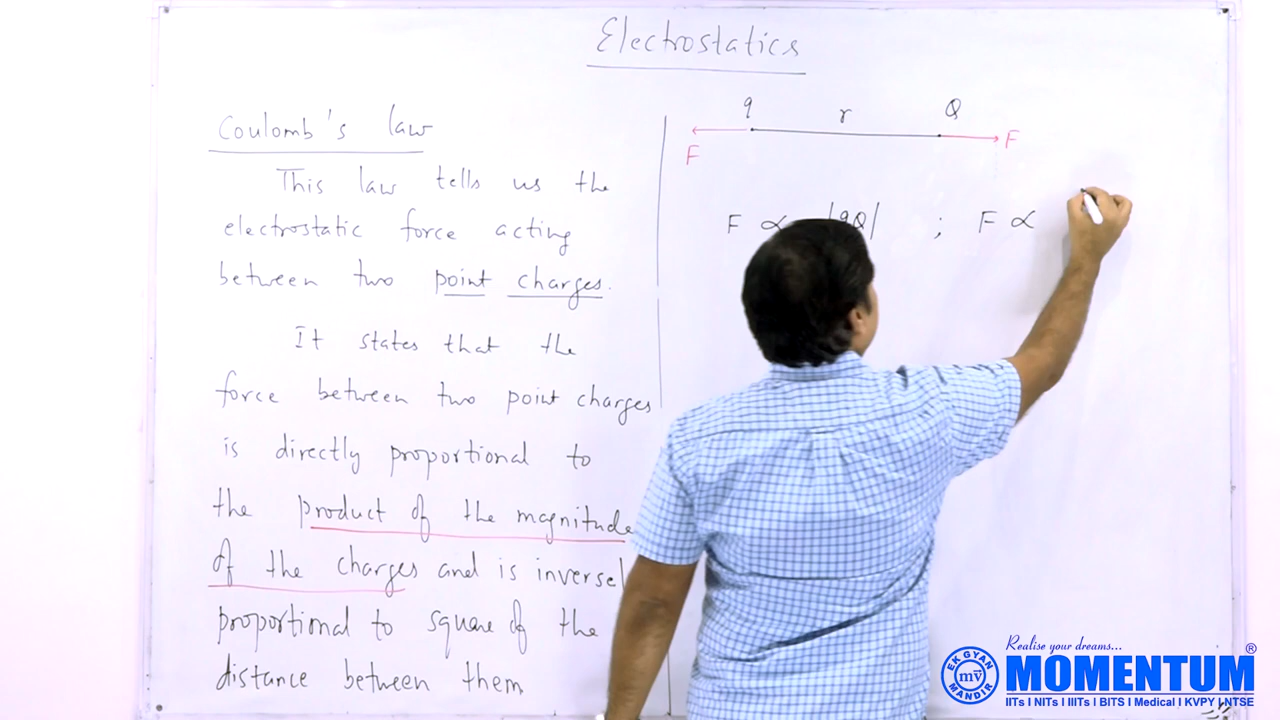 Electrostatics
Coulomb's law
This law tells us the
electrostatic force acting
between two point charges.
It states that the
force between two point charges
is directly proportional to
the product of the magnitude
of the charges and is inversel
proportional to square of the
distance between them
q r Q
F F
F ∝ |qQ| ; F ∝
Realise your dreams...
EK GYAN MANDIR
mv
MOMENTUM®
IITs I NITs I IIITs I BITS I Medical I KVPY I NTSE